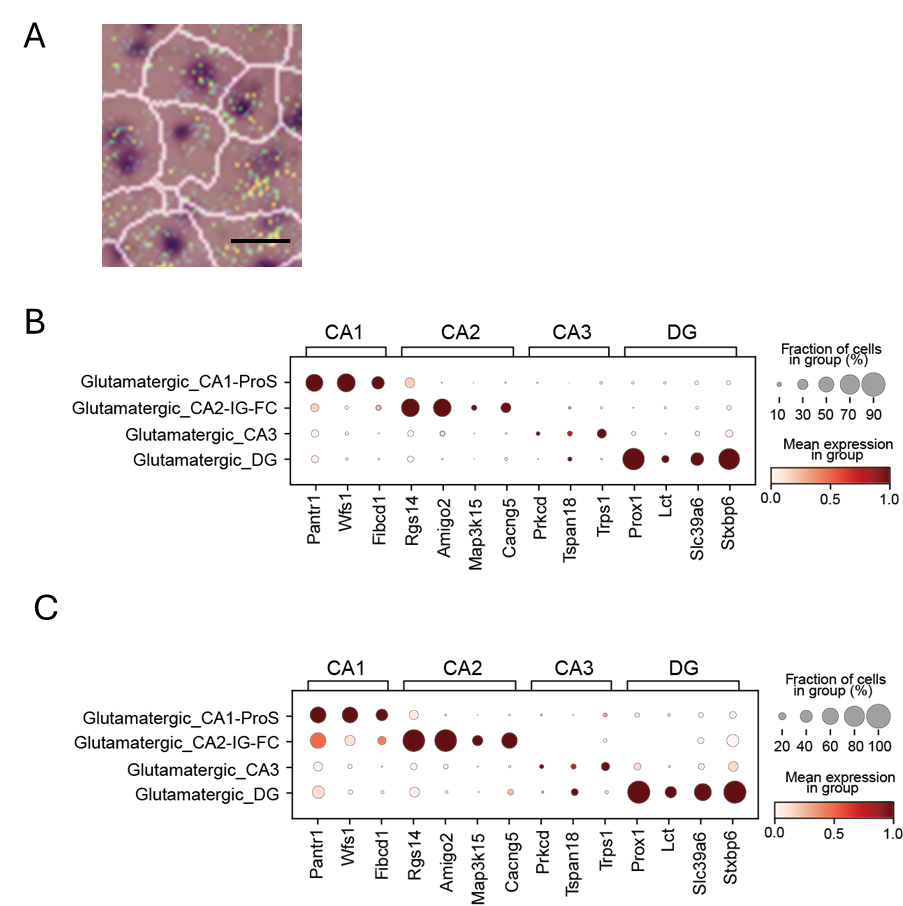 A
B
CA1 CA2 CA3 DG
Glutamatergic_CA1-ProS
Glutamatergic_CA2-IG-FC
Glutamatergic_CA3
Glutamatergic_DG
Pantr1 Wfs1 Fibcd1 Rgs14 Amigo2 Map3k15 Cacng5 Prkcd Tspan18 Trps1 Prox1 Lct Slc39a6 Stxbp6
Fraction of cells
in group (%)
10 30 50 70 90
Mean expression
in group
0.0 0.5 1.0
C
CA1 CA2 CA3 DG
Glutamatergic_CA1-ProS
Glutamatergic_CA2-IG-FC
Glutamatergic_CA3
Glutamatergic_DG
Pantr1 Wfs1 Fibcd1 Rgs14 Amigo2 Map3k15 Cacng5 Prkcd Tspan18 Trps1 Prox1 Lct Slc39a6 Stxbp6
Fraction of cells
in group (%)
20 40 60 80 100
Mean expression
in group
0.0 0.5 1.0